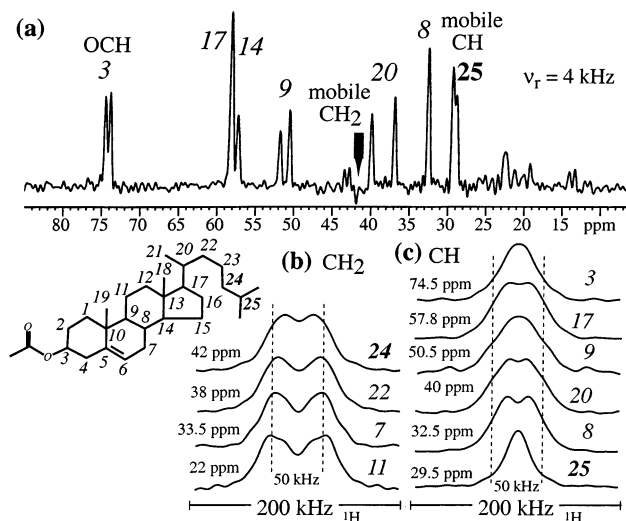 (a)
OCH
3
17
14
9
mobile
CH2
20
8
mobile
CH
25
νr = 4 kHz
80 75 70 65 60 55 50 45 40 35 30 25 20 15 ppm
21
20
22
23
24
25
18
12
17
11
13
16
19
1
9
14
15
2
10
8
3
4
5
6
7
O
O
(b) CH2
42 ppm 24
38 ppm 22
33.5 ppm 7
22 ppm 11
50 kHz
200 kHz 1H
(c) CH
74.5 ppm 3
57.8 ppm 17
50.5 ppm 9
40 ppm 20
32.5 ppm 8
29.5 ppm 25
50 kHz
200 kHz 1H